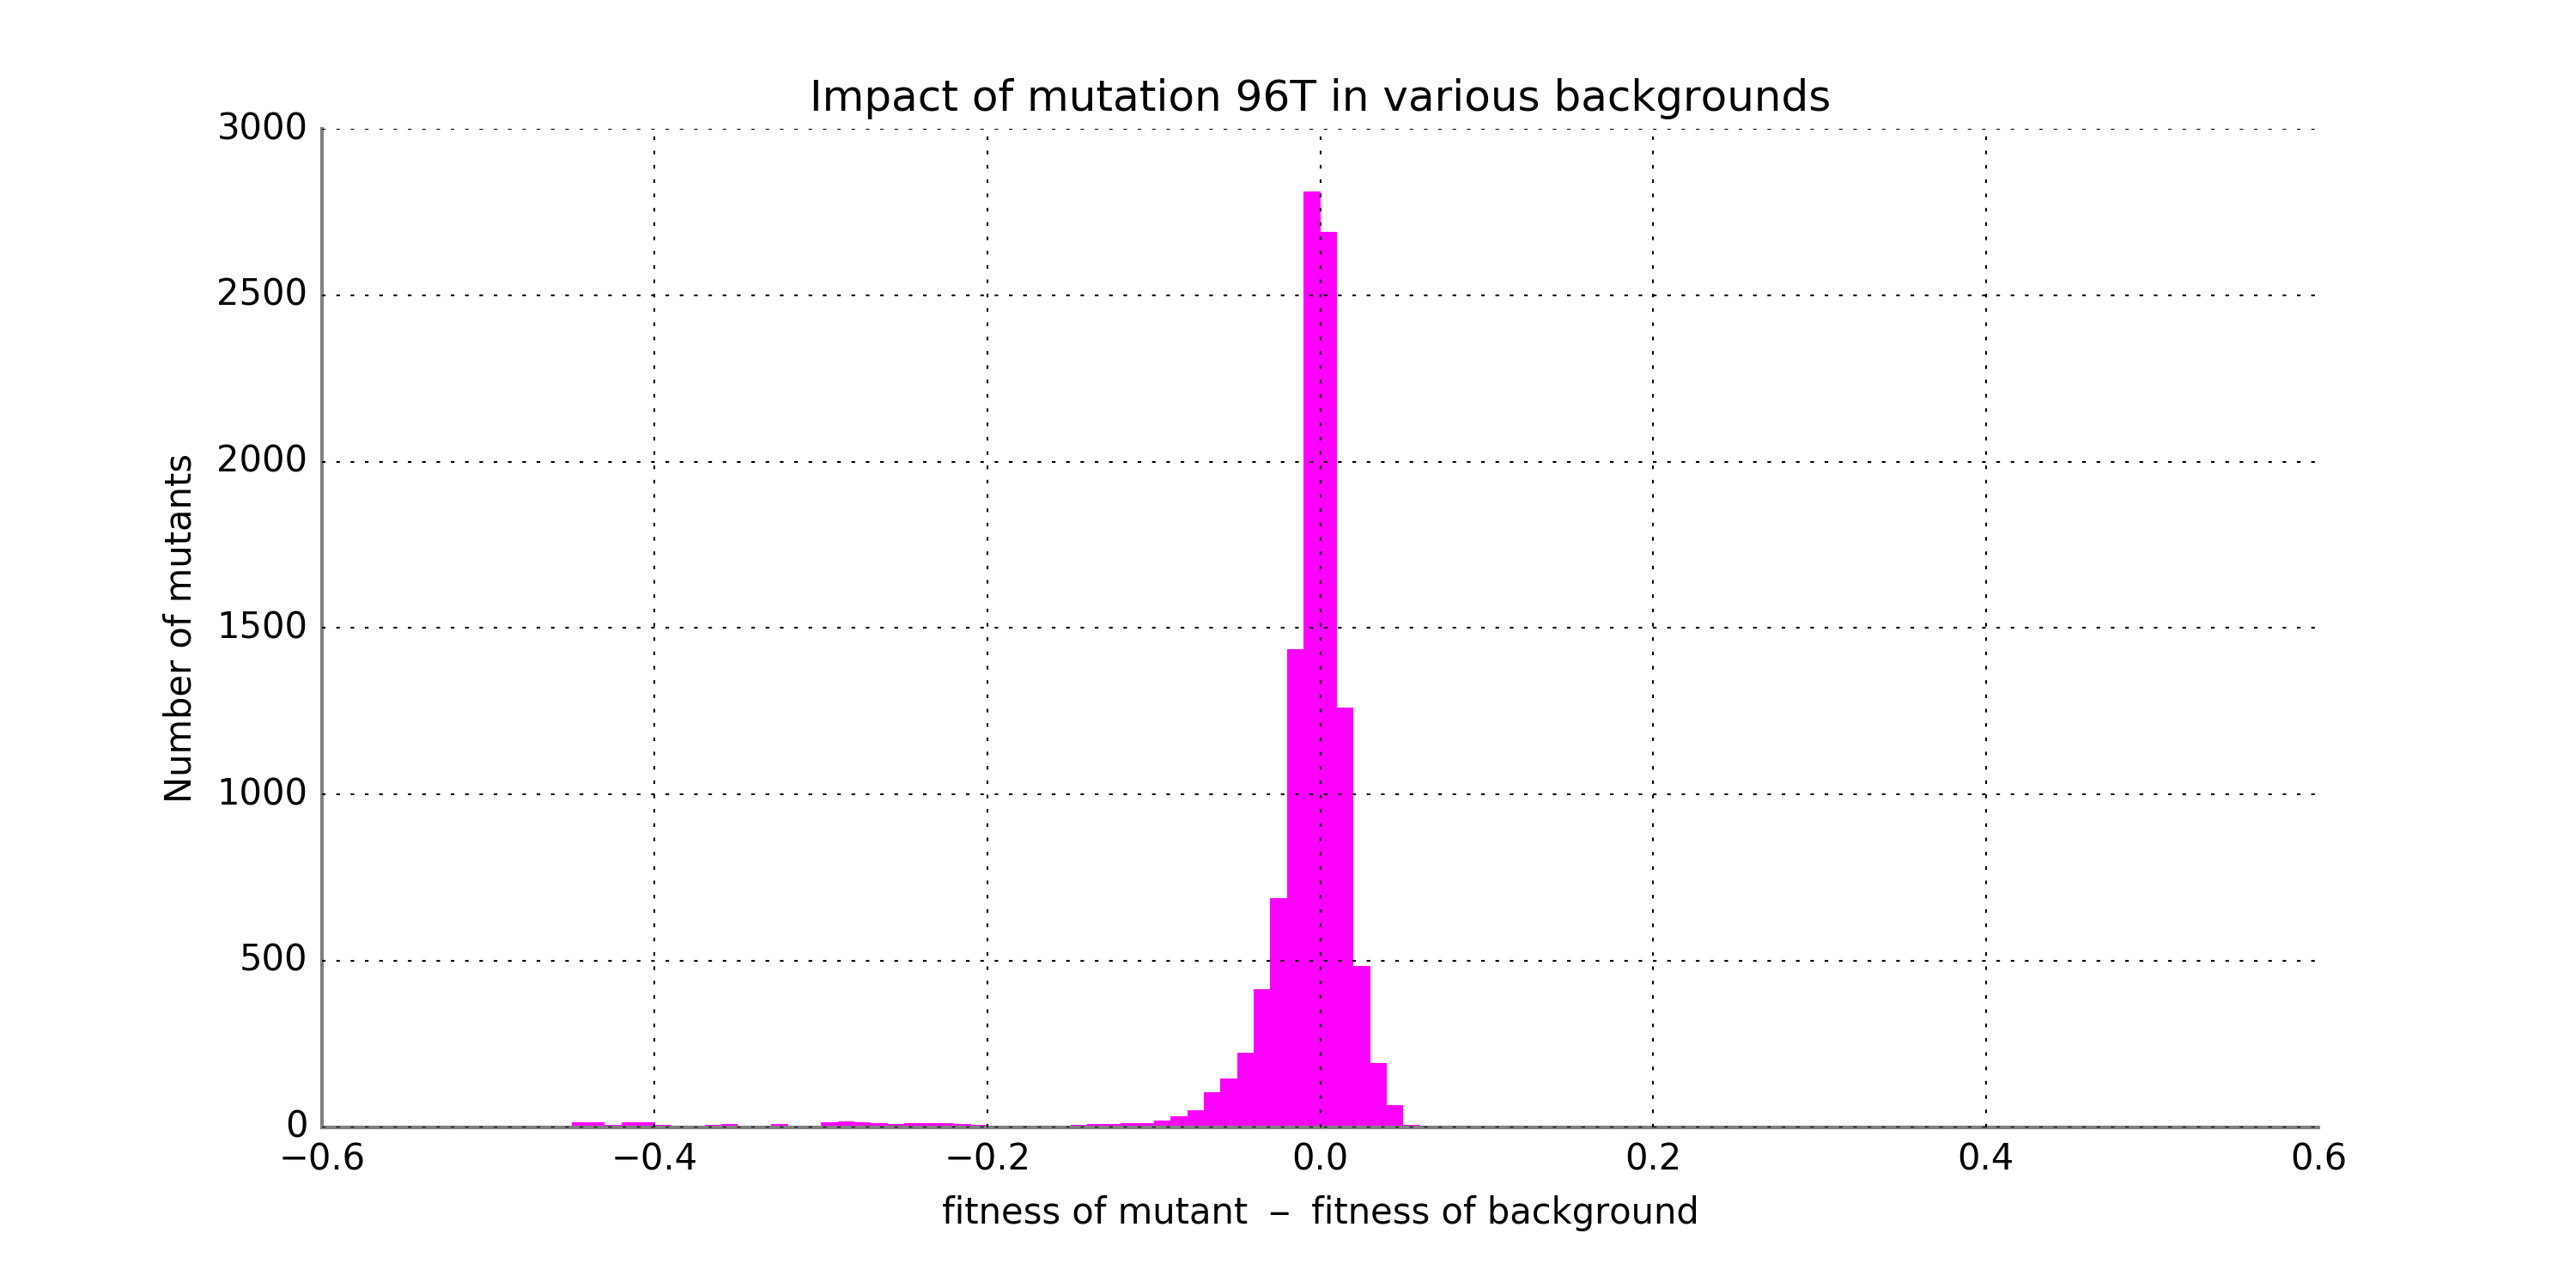 Impact of mutation 96T in various backgrounds
3000
2500
2000
1500
1000
500
0
Number of mutants
−0.6 −0.4 −0.2 0.0 0.2 0.4 0.6
fitness of mutant − fitness of background